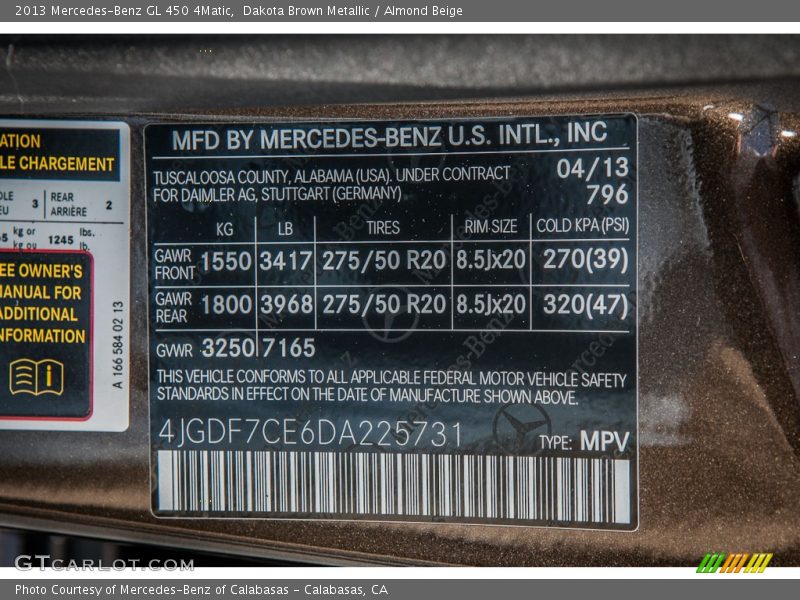 2013 Mercedes-Benz GL 450 4Matic, Dakota Brown Metallic / Almond Beige
ATION
LE CHARGEMENT
3 REAR ARRIÈRE 2
kg or kg ou 1245 lbs. lb.
EE OWNER'S
MANUAL FOR
ADDITIONAL
NFORMATION
A 166 584 02 13
MFD BY MERCEDES-BENZ U.S. INTL., INC
TUSCALOOSA COUNTY, ALABAMA (USA). UNDER CONTRACT 04/13
FOR DAIMLER AG, STUTTGART (GERMANY) 796
KG LB TIRES RIM SIZE COLD KPA (PSI)
GAWR FRONT 1550 3417 275/50 R20 8.5Jx20 270(39)
GAWR REAR 1800 3968 275/50 R20 8.5Jx20 320(47)
GWR 3250 7165
THIS VEHICLE CONFORMS TO ALL APPLICABLE FEDERAL MOTOR VEHICLE SAFETY
STANDARDS IN EFFECT ON THE DATE OF MANUFACTURE SHOWN ABOVE.
4JGDF7CE6DA225731 TYPE: MPV
GTCARLOT.COM
Photo Courtesy of Mercedes-Benz of Calabasas - Calabasas, CA